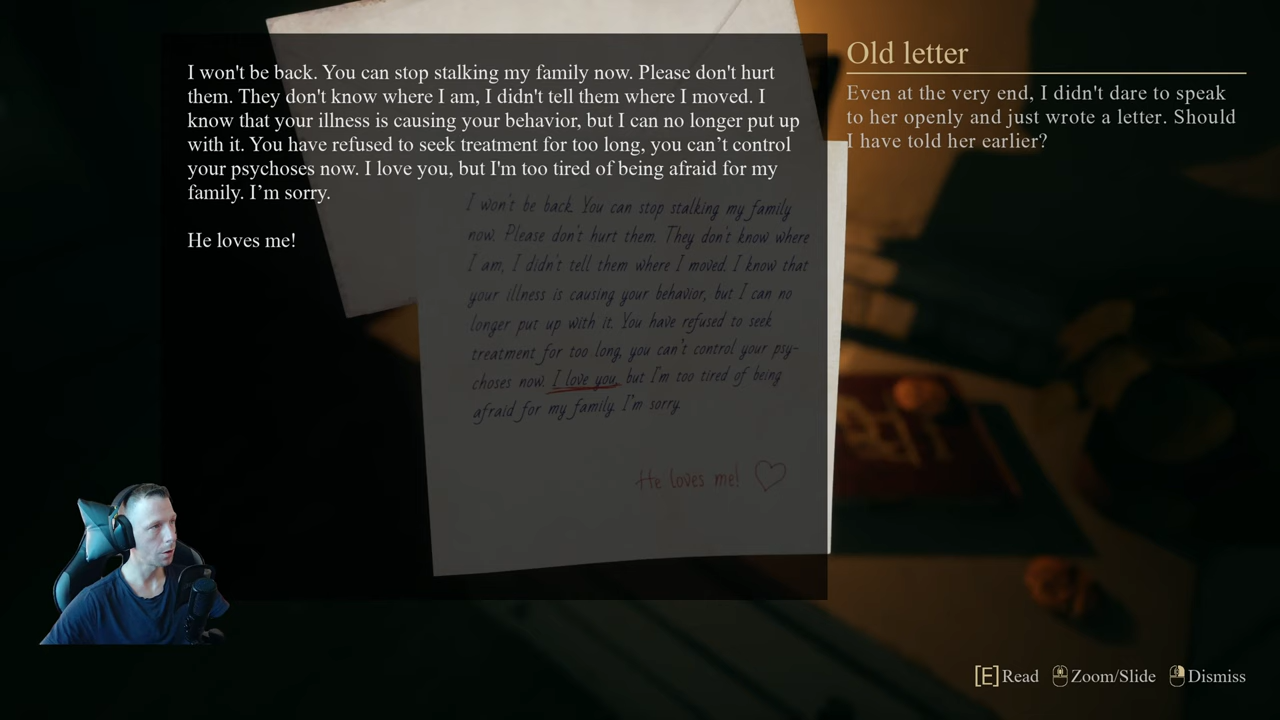 I won't be back. You can stop stalking my family now. Please don't hurt
them. They don't know where I am, I didn't tell them where I moved. I
know that your illness is causing your behavior, but I can no longer put up
with it. You have refused to seek treatment for too long, you can’t control
your psychoses now. I love you, but I'm too tired of being afraid for my
family. I’m sorry.
He loves me!
I won't be back. You can stop stalking my family
now. Please don't hurt them. They don't know where
I am, I didn't tell them where I moved. I know that
your illness is causing your behavior, but I can no
longer put up with it. You have refused to seek
treatment for too long, you can't control your psy-
choses now. I love you, but I'm too tired of being
afraid for my family. I'm sorry.
He loves me!
Old letter
Even at the very end, I didn't dare to speak
to her openly and just wrote a letter. Should
I have told her earlier?
[E]Read Zoom/Slide Dismiss